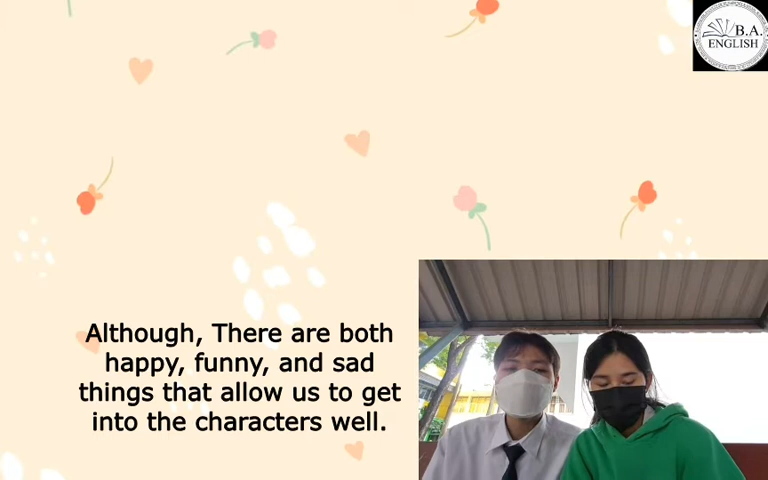 B.A.
ENGLISH
Although, There are both
happy, funny, and sad
things that allow us to get
into the characters well.